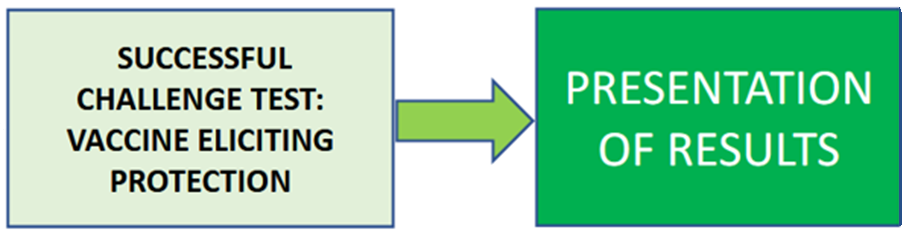 SUCCESSFUL
CHALLENGE TEST:
VACCINE ELICITING
PROTECTION
PRESENTATION
OF RESULTS